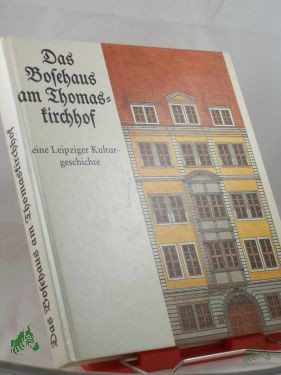 Das
Bosehaus
am Thomas-
kirchhof
eine Leipziger Kultur-
geschichte
Das Bosehaus am Thomaskirchhof